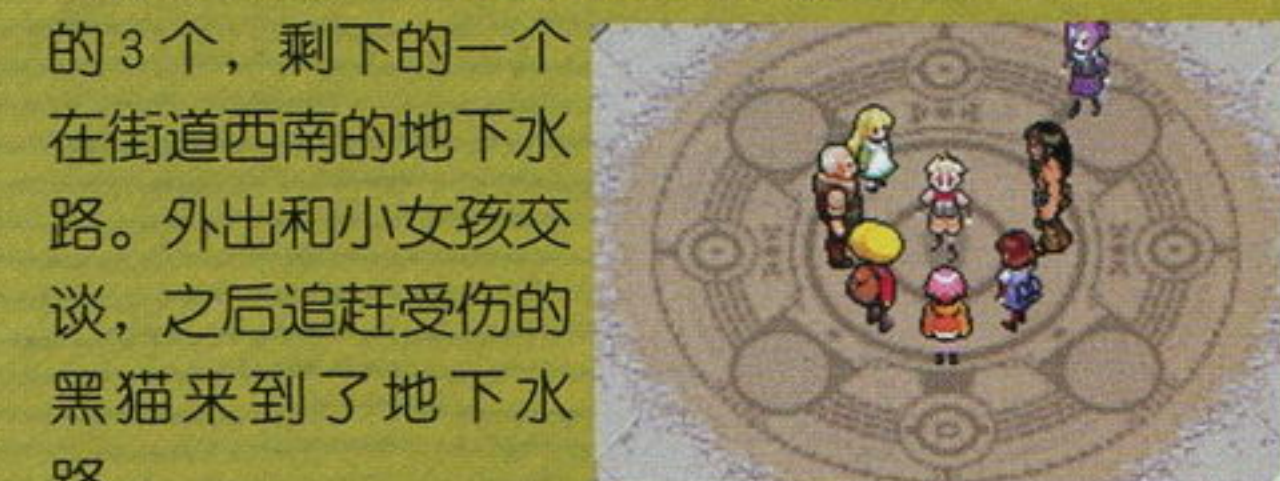 的3个，剩下的一个
在街道西南的地下水
路。外出和小女孩交
谈，之后追赶受伤的
黑猫来到了地下水